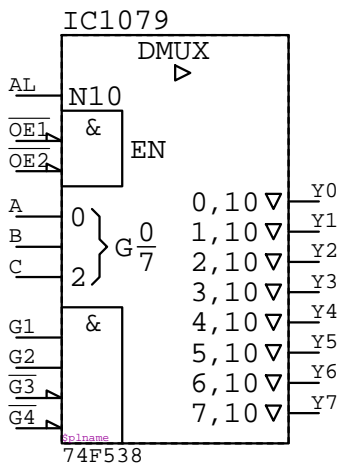 IC1079
DMUX
AL
N10
OE1
&
EN
OE2
A
0
B
G 0/7
C
2
0,10
Y0
1,10
Y1
2,10
Y2
3,10
Y3
4,10
Y4
5,10
Y5
6,10
Y6
7,10
Y7
G1
&
G2
G3
G4
Splname
74F538